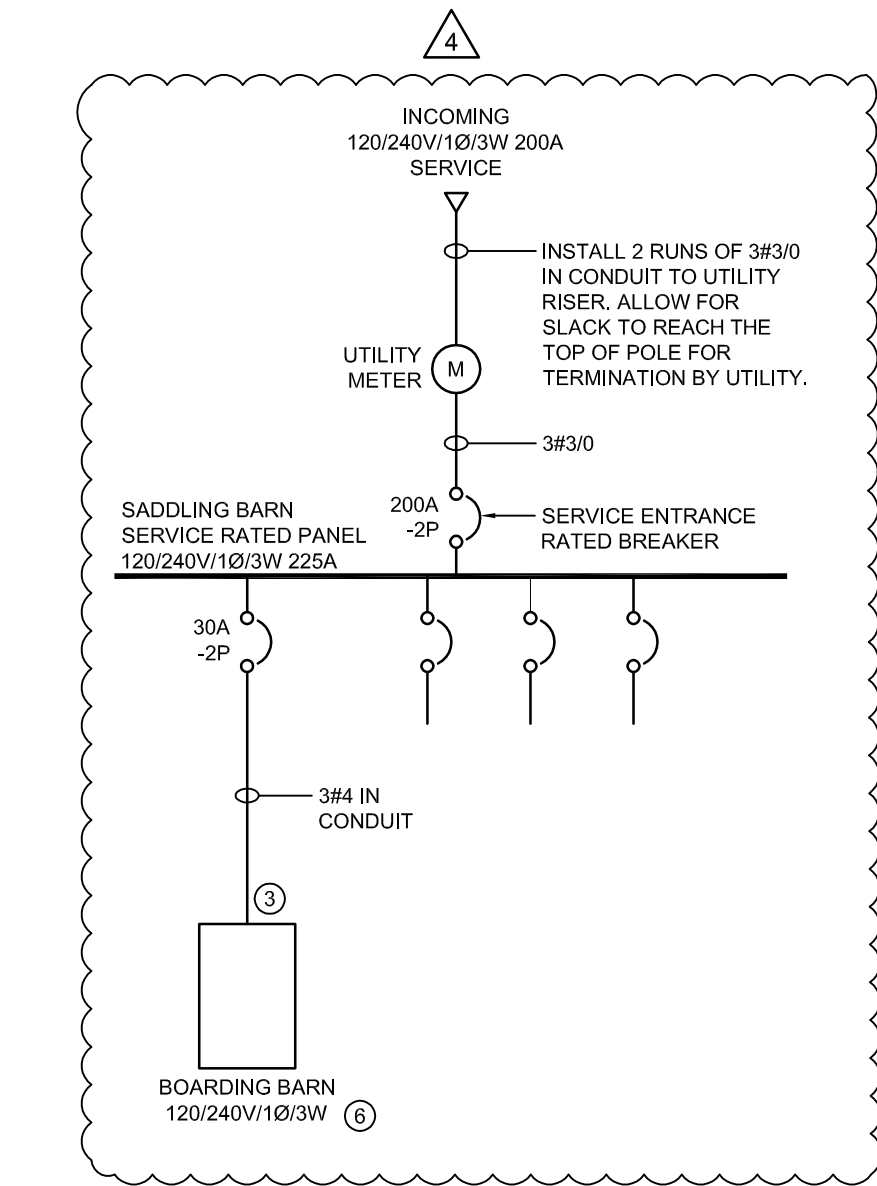 4
INCOMING
120/240V/1Ø/3W 200A
SERVICE
INSTALL 2 RUNS OF 3#3/0
IN CONDUIT TO UTILITY
RISER. ALLOW FOR
SLACK TO REACH THE
TOP OF POLE FOR
TERMINATION BY UTILITY.
UTILITY
METER
M
3#3/0
200A
-2P
SERVICE ENTRANCE
RATED BREAKER
SADDLING BARN
SERVICE RATED PANEL
120/240V/1Ø/3W 225A
30A
-2P
3#4 IN
CONDUIT
3
BOARDING BARN
120/240V/1Ø/3W
6